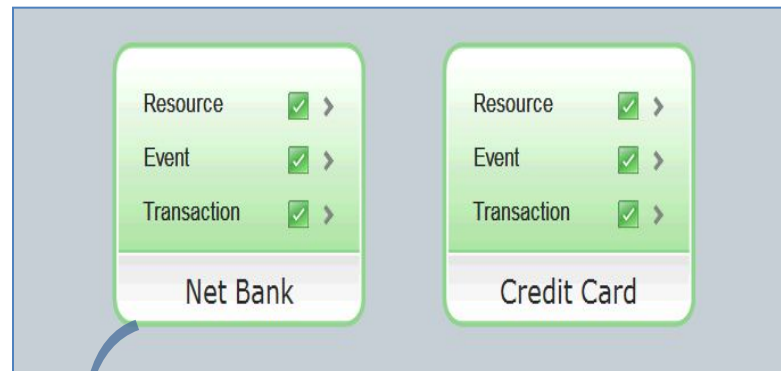 Resource
Event
Transaction
Net Bank
Resource
Event
Transaction
Credit Card